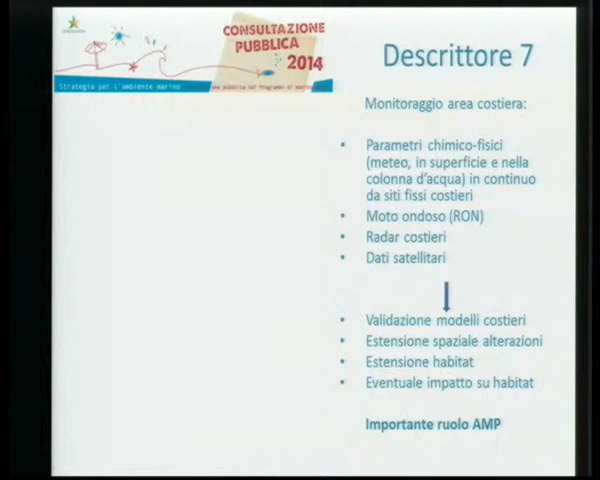 CONSULTAZIONE
PUBBLICA
2014
Strategia per l'ambiente marino
Descrittore 7
Monitoraggio area costiera:
• Parametri chimico-fisici
(meteo, in superficie e nella
colonna d'acqua) in continuo
da siti fissi costieri
• Moto ondoso (RON)
• Radar costieri
• Dati satellitari
• Validazione modelli costieri
• Estensione spaziale alterazioni
• Estensione habitat
• Eventuale impatto su habitat
Importante ruolo AMP